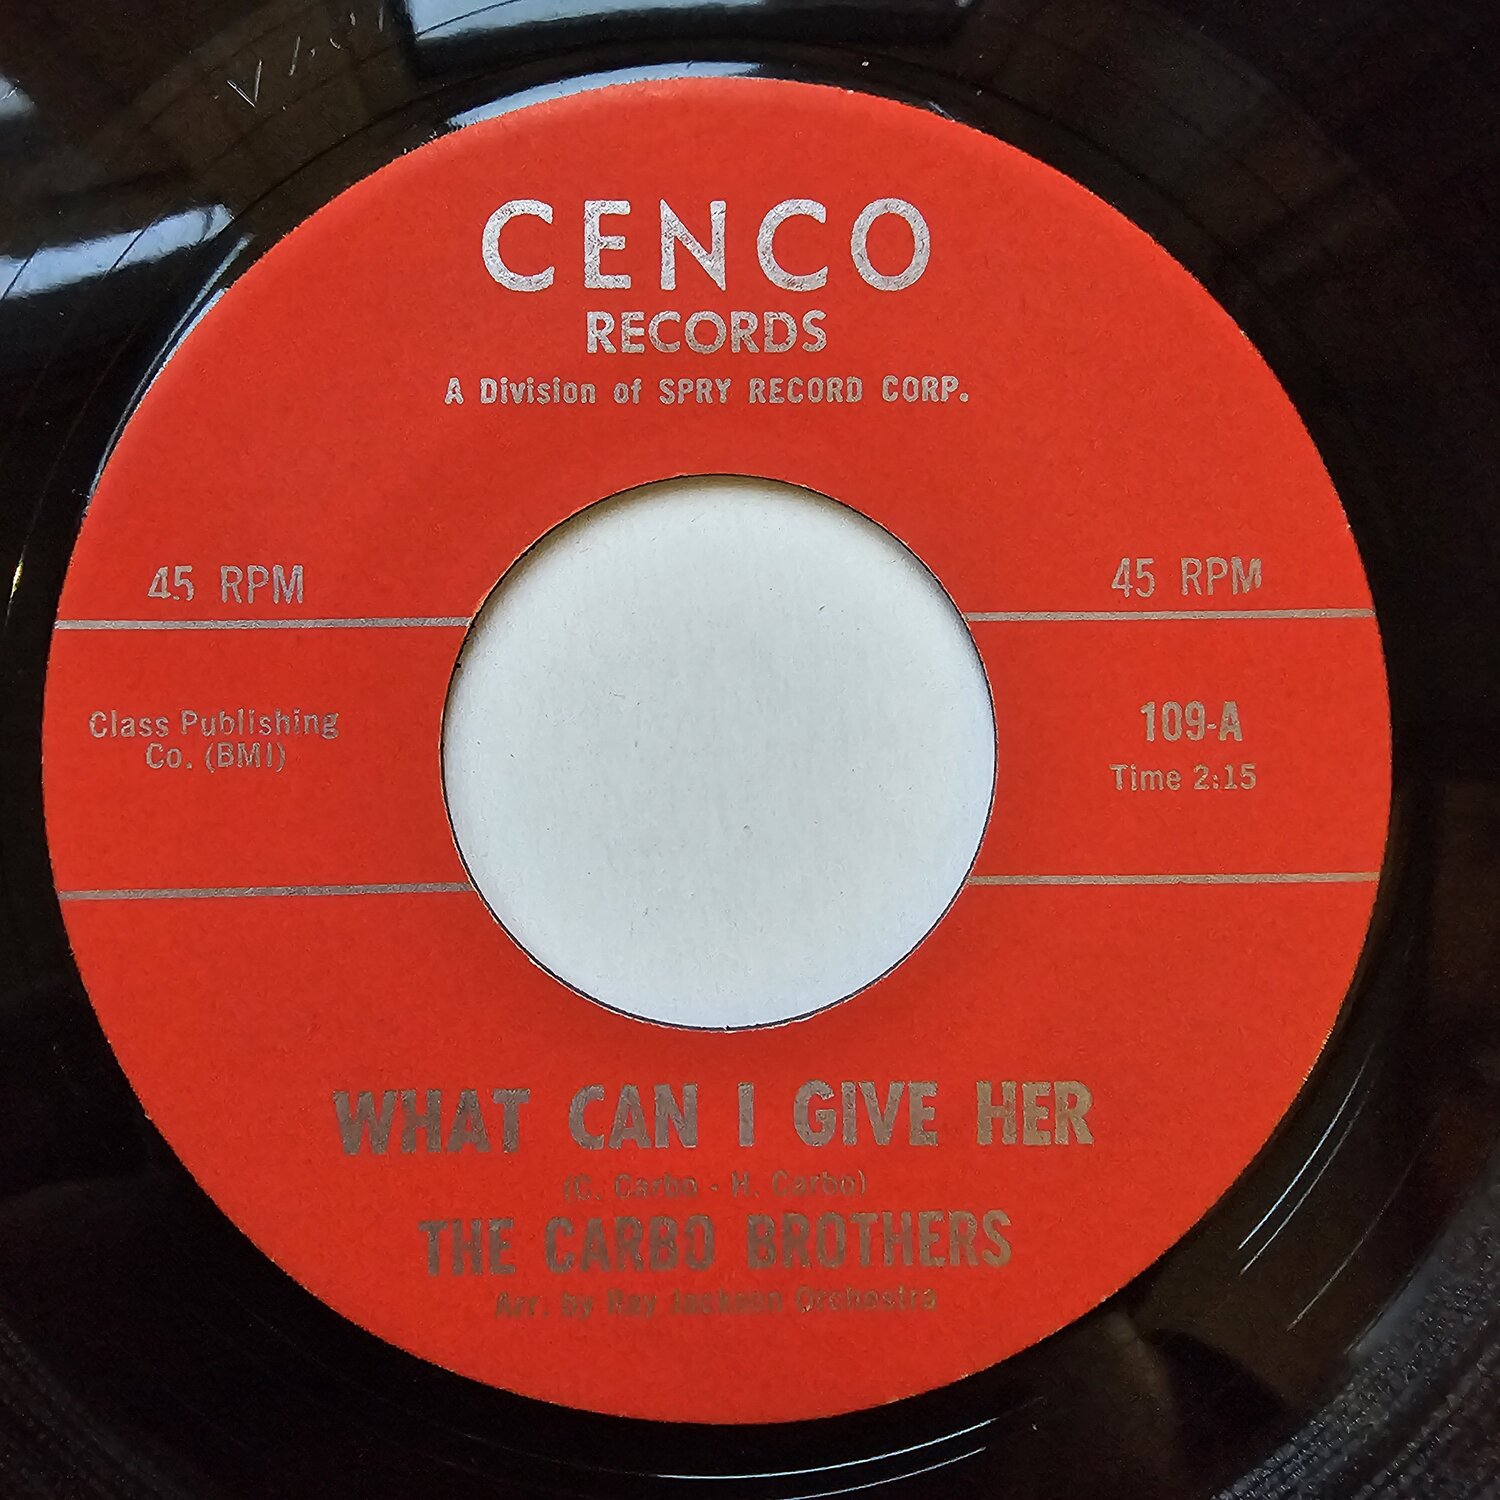 CENCO
RECORDS
A Division of SPRY RECORD CORP.
45 RPM
45 RPM
Class Publishing
Co. (BMI)
109-A
Time 2:15
WHAT CAN I GIVE HER
(C. Carbo - H. Carbo)
THE CARBO BROTHERS
Arr. by Ray Jackson Orchestra